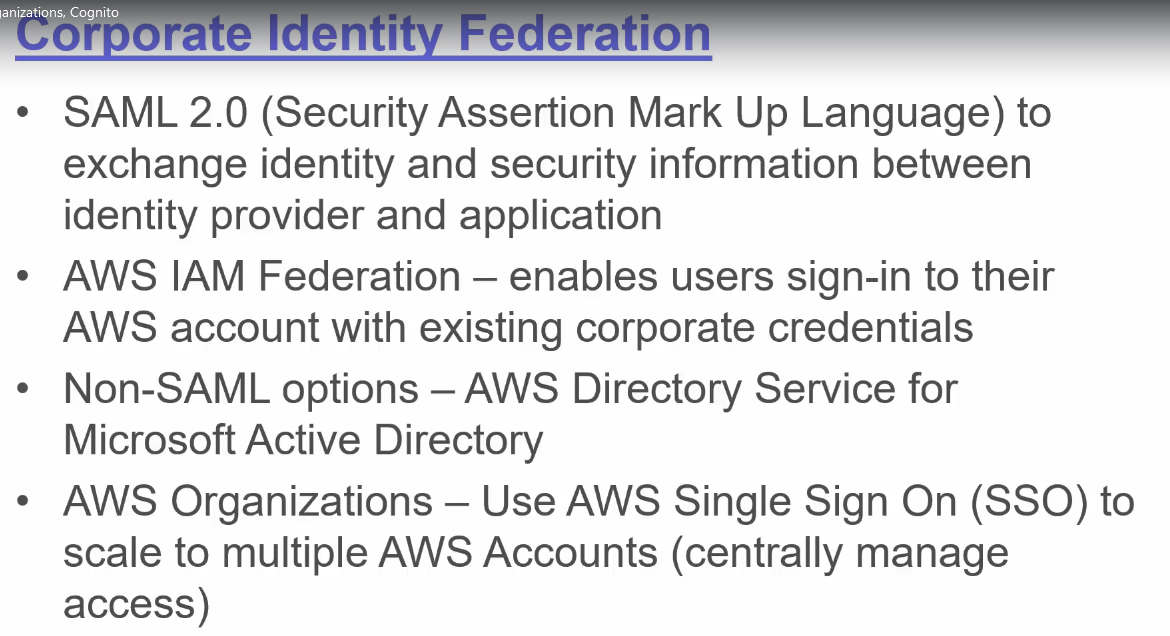 anizations, Cognito
Corporate Identity Federation
• SAML 2.0 (Security Assertion Mark Up Language) to
exchange identity and security information between
identity provider and application
• AWS IAM Federation – enables users sign-in to their
AWS account with existing corporate credentials
• Non-SAML options – AWS Directory Service for
Microsoft Active Directory
• AWS Organizations – Use AWS Single Sign On (SSO) to
scale to multiple AWS Accounts (centrally manage
access)